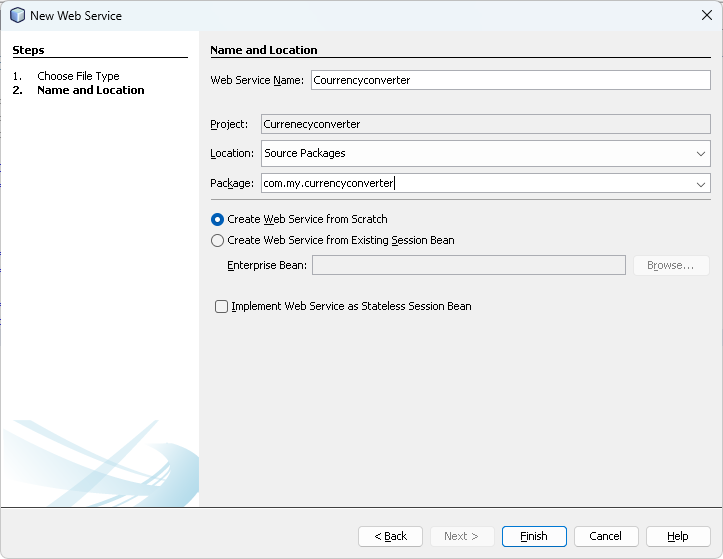 New Web Service
Steps
1. Choose File Type
2. Name and Location
Name and Location
Web Service Name: Courrencyconverter
Project: Currenecyconverter
Location: Source Packages
Package: com.my.currencyconverter
Create Web Service from Scratch
Create Web Service from Existing Session Bean
Enterprise Bean: Browse...
Implement Web Service as Stateless Session Bean
< Back Next > Finish Cancel Help